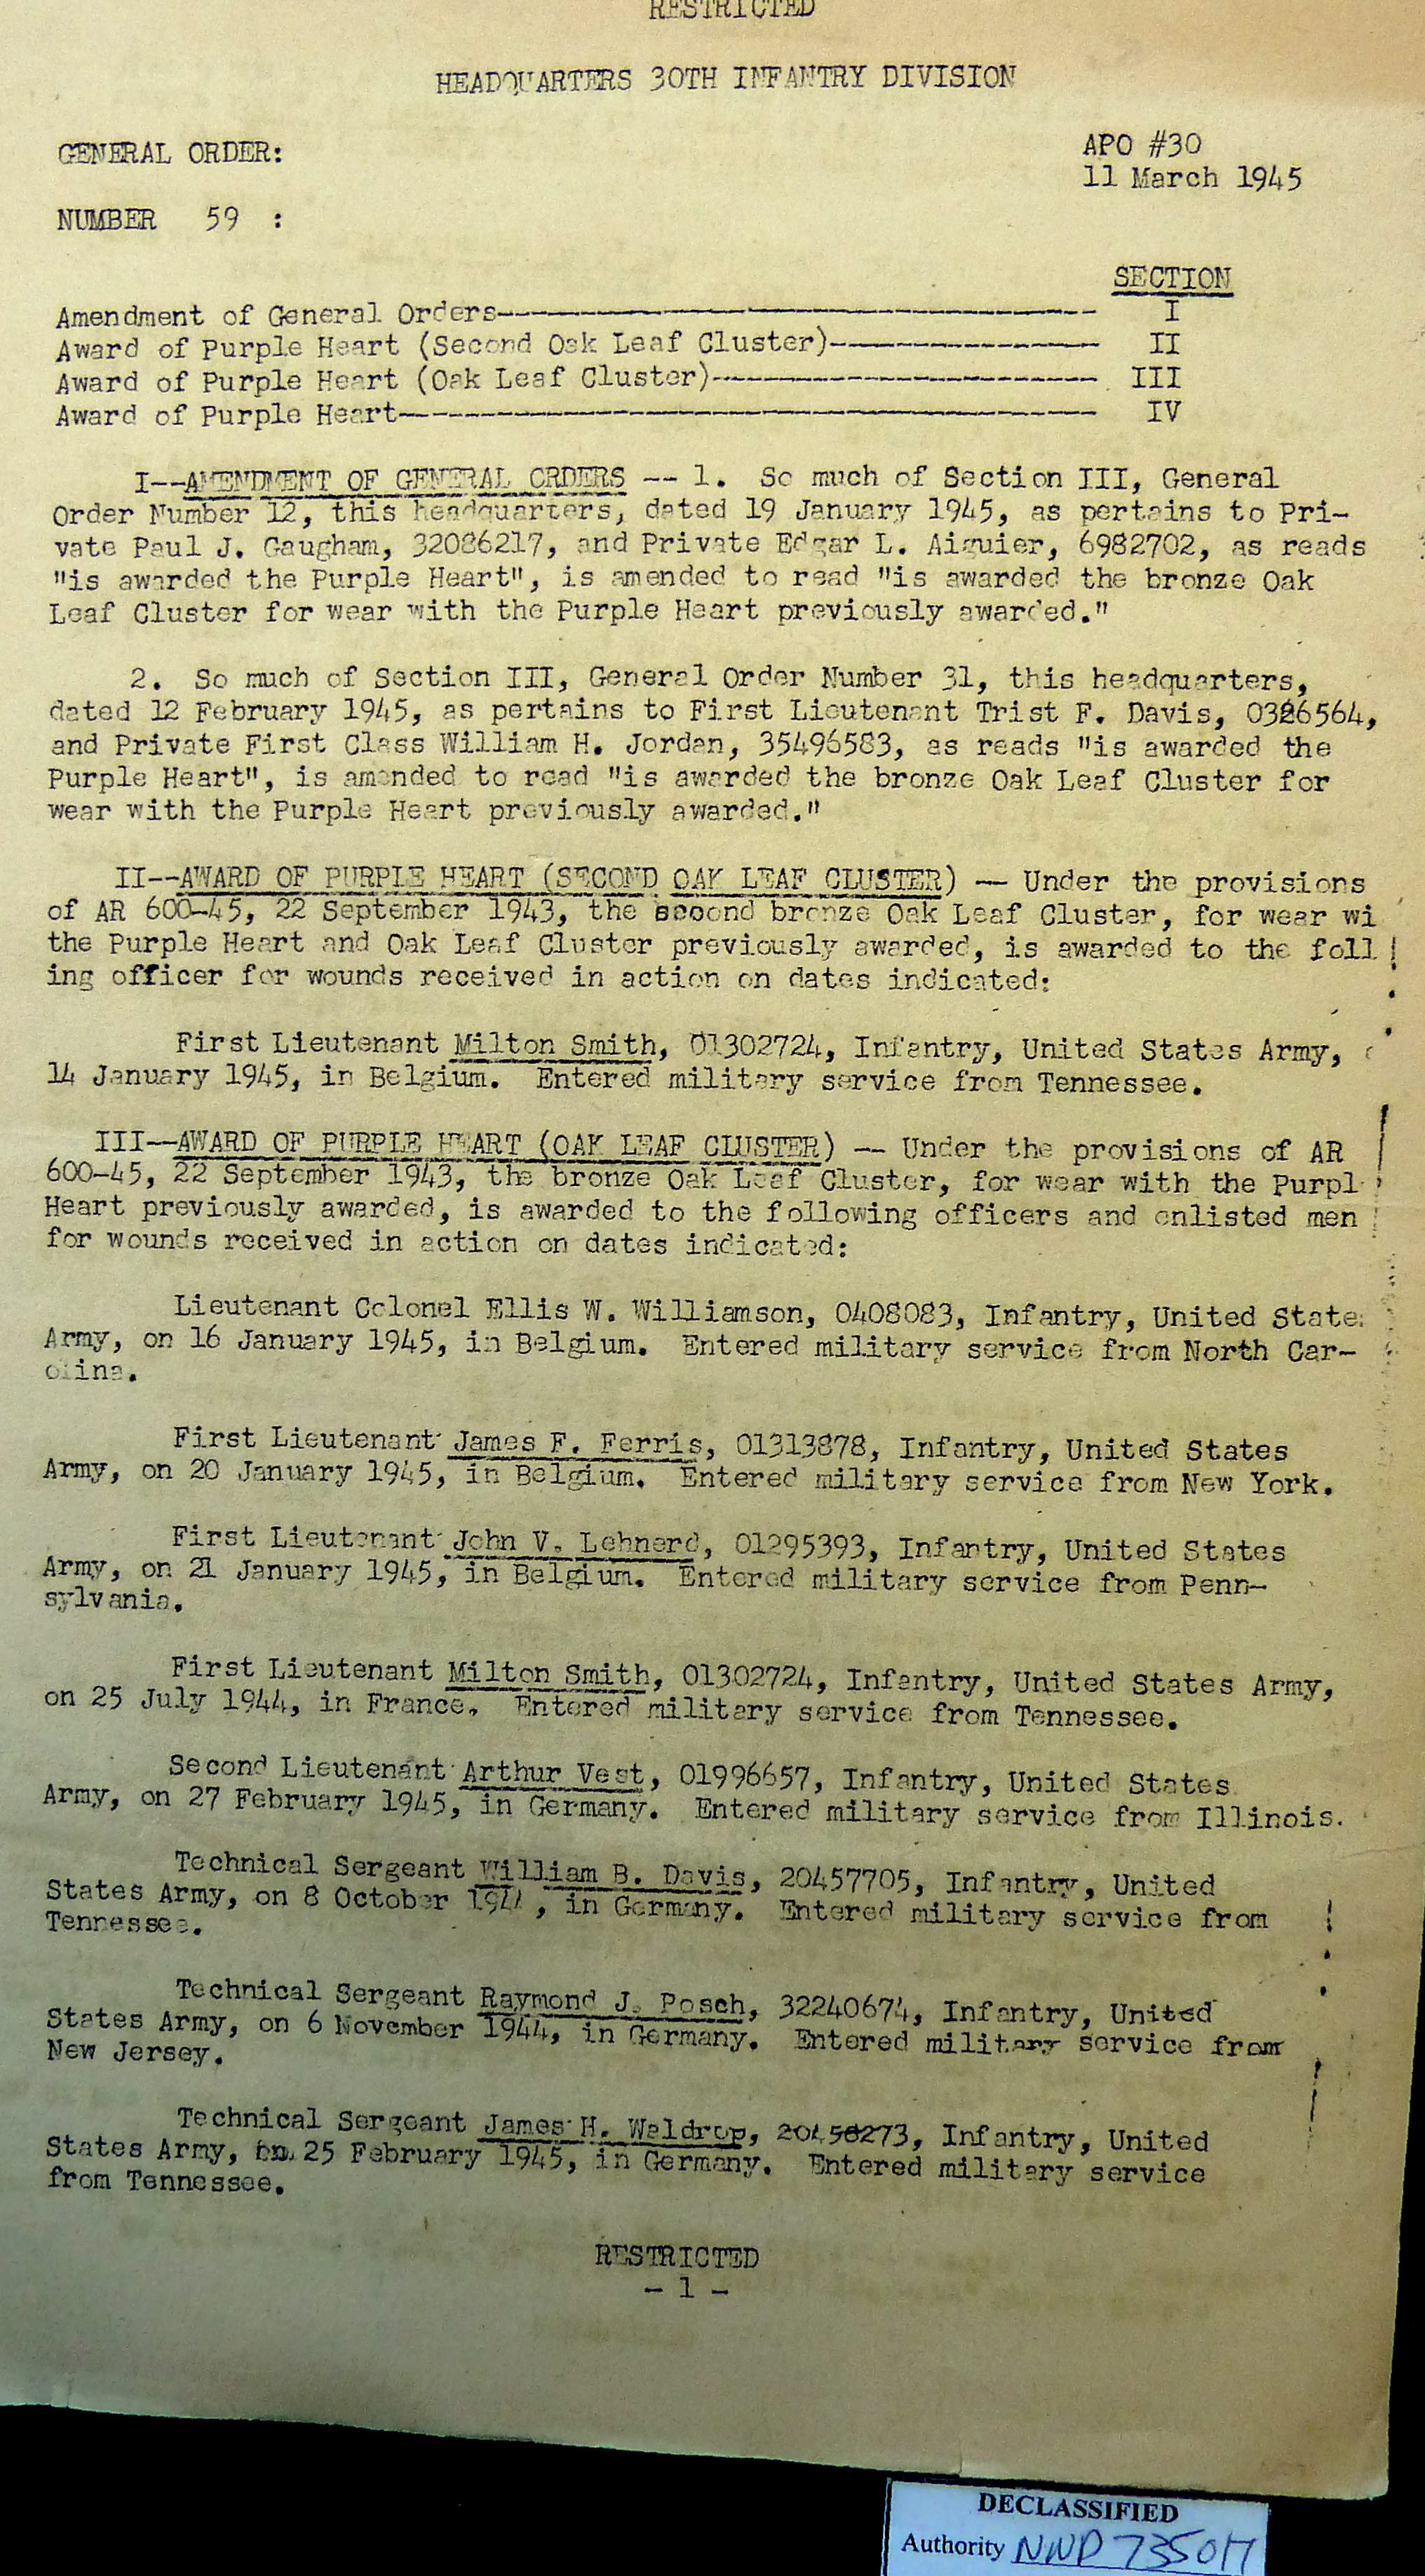 RESTRICTED
HEADQUARTERS 30TH INFANTRY DIVISION
GENERAL ORDER:
APO #30
11 March 1945
NUMBER 59 :
SECTION
Amendment of General Orders------------------------------------ I
Award of Purple Heart (Second Oak Leaf Cluster)---------------- II
Award of Purple Heart (Oak Leaf Cluster)----------------------- III
Award of Purple Heart------------------------------------------ IV
I--AMENDMENT OF GENERAL ORDERS -- 1. So much of Section III, General
Order Number 12, this headquarters, dated 19 January 1945, as pertains to Pri-
vate Paul J. Gaugham, 32086217, and Private Edgar L. Aiguier, 6982702, as reads
"is awarded the Purple Heart", is amended to read "is awarded the bronze Oak
Leaf Cluster for wear with the Purple Heart previously awarded."
2. So much of Section III, General Order Number 31, this headquarters,
dated 12 February 1945, as pertains to First Lieutenant Trist F. Davis, 0326564,
and Private First Class William H. Jordan, 35496583, as reads "is awarded the
Purple Heart", is amended to read "is awarded the bronze Oak Leaf Cluster for
wear with the Purple Heart previously awarded."
II--AWARD OF PURPLE HEART (SECOND OAK LEAF CLUSTER) -- Under the provisions
of AR 600-45, 22 September 1943, the second bronze Oak Leaf Cluster, for wear wi
the Purple Heart and Oak Leaf Cluster previously awarded, is awarded to the foll
ing officer for wounds received in action on dates indicated:
First Lieutenant Milton Smith, 01302724, Infantry, United States Army,
14 January 1945, in Belgium. Entered military service from Tennessee.
III--AWARD OF PURPLE HEART (OAK LEAF CLUSTER) -- Under the provisions of AR
600-45, 22 September 1943, the bronze Oak Leaf Cluster, for wear with the Purpl
Heart previously awarded, is awarded to the following officers and enlisted men
for wounds received in action on dates indicated:
Lieutenant Colonel Ellis W. Williamson, 0408083, Infantry, United State
Army, on 16 January 1945, in Belgium. Entered military service from North Car-
olina.
First Lieutenant James F. Ferris, 01313878, Infantry, United States
Army, on 20 January 1945, in Belgium. Entered military service from New York.
First Lieutenant John V. Lehnerd, 01295393, Infantry, United States
Army, on 21 January 1945, in Belgium. Entered military service from Penn-
sylvania.
First Lieutenant Milton Smith, 01302724, Infantry, United States Army,
on 25 July 1944, in France. Entered military service from Tennessee.
Second Lieutenant Arthur Vest, 01996657, Infantry, United States
Army, on 27 February 1945, in Germany. Entered military service from Illinois.
Technical Sergeant William B. Davis, 20457705, Infantry, United
States Army, on 8 October 1944, in Germany. Entered military service from
Tennessee.
Technical Sergeant Raymond J. Posch, 32240674, Infantry, United
States Army, on 6 November 1944, in Germany. Entered military service from
New Jersey.
Technical Sergeant James H. Waldrop, 20458273, Infantry, United
States Army, on 25 February 1945, in Germany. Entered military service
from Tennessee.
RESTRICTED
- 1 -
DECLASSIFIED
Authority NND 735017